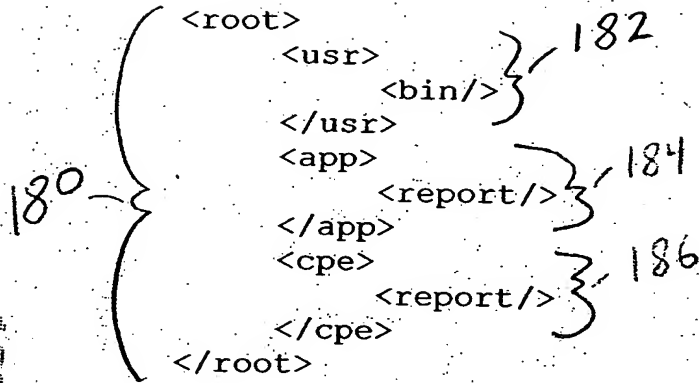 <root>
<usr> 182
<bin/>
</usr>
<app> 184
180 <report/>
</app>
<cpe> 186
<report/>
</cpe>
</root>